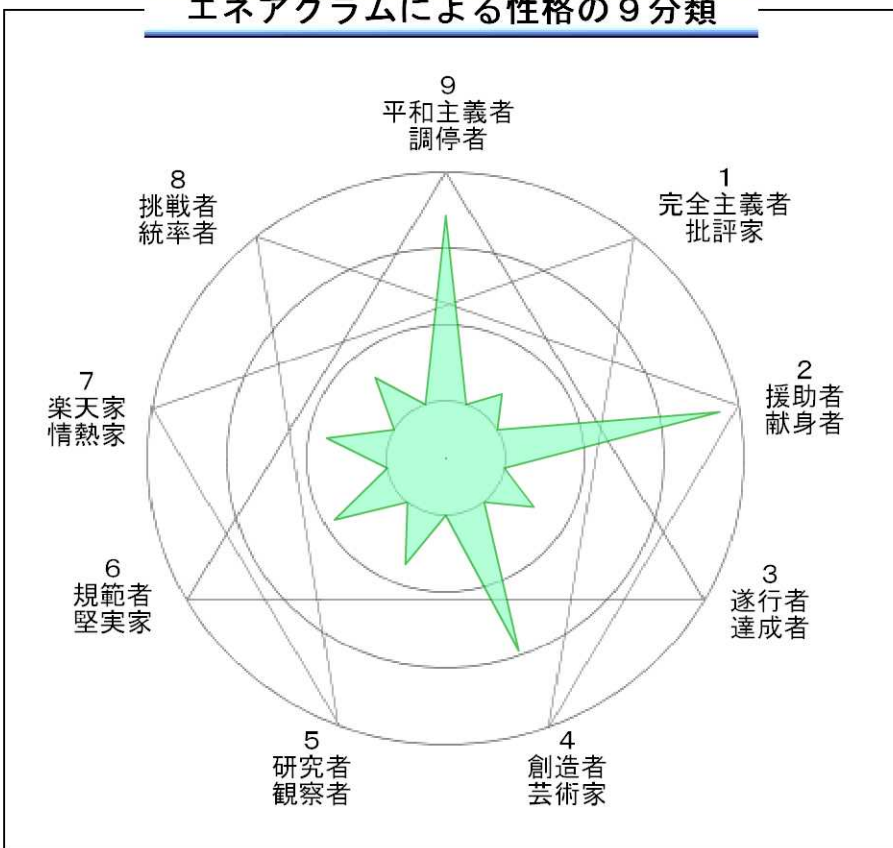 エネアグラムによる性格の９分類
９
平和主義者
調停者
８
挑戦者
統率者
１
完全主義者
批評家
７
楽天家
情熱家
２
援助者
献身者
６
規範者
堅実家
３
遂行者
達成者
５
研究者
観察者
４
創造者
芸術家